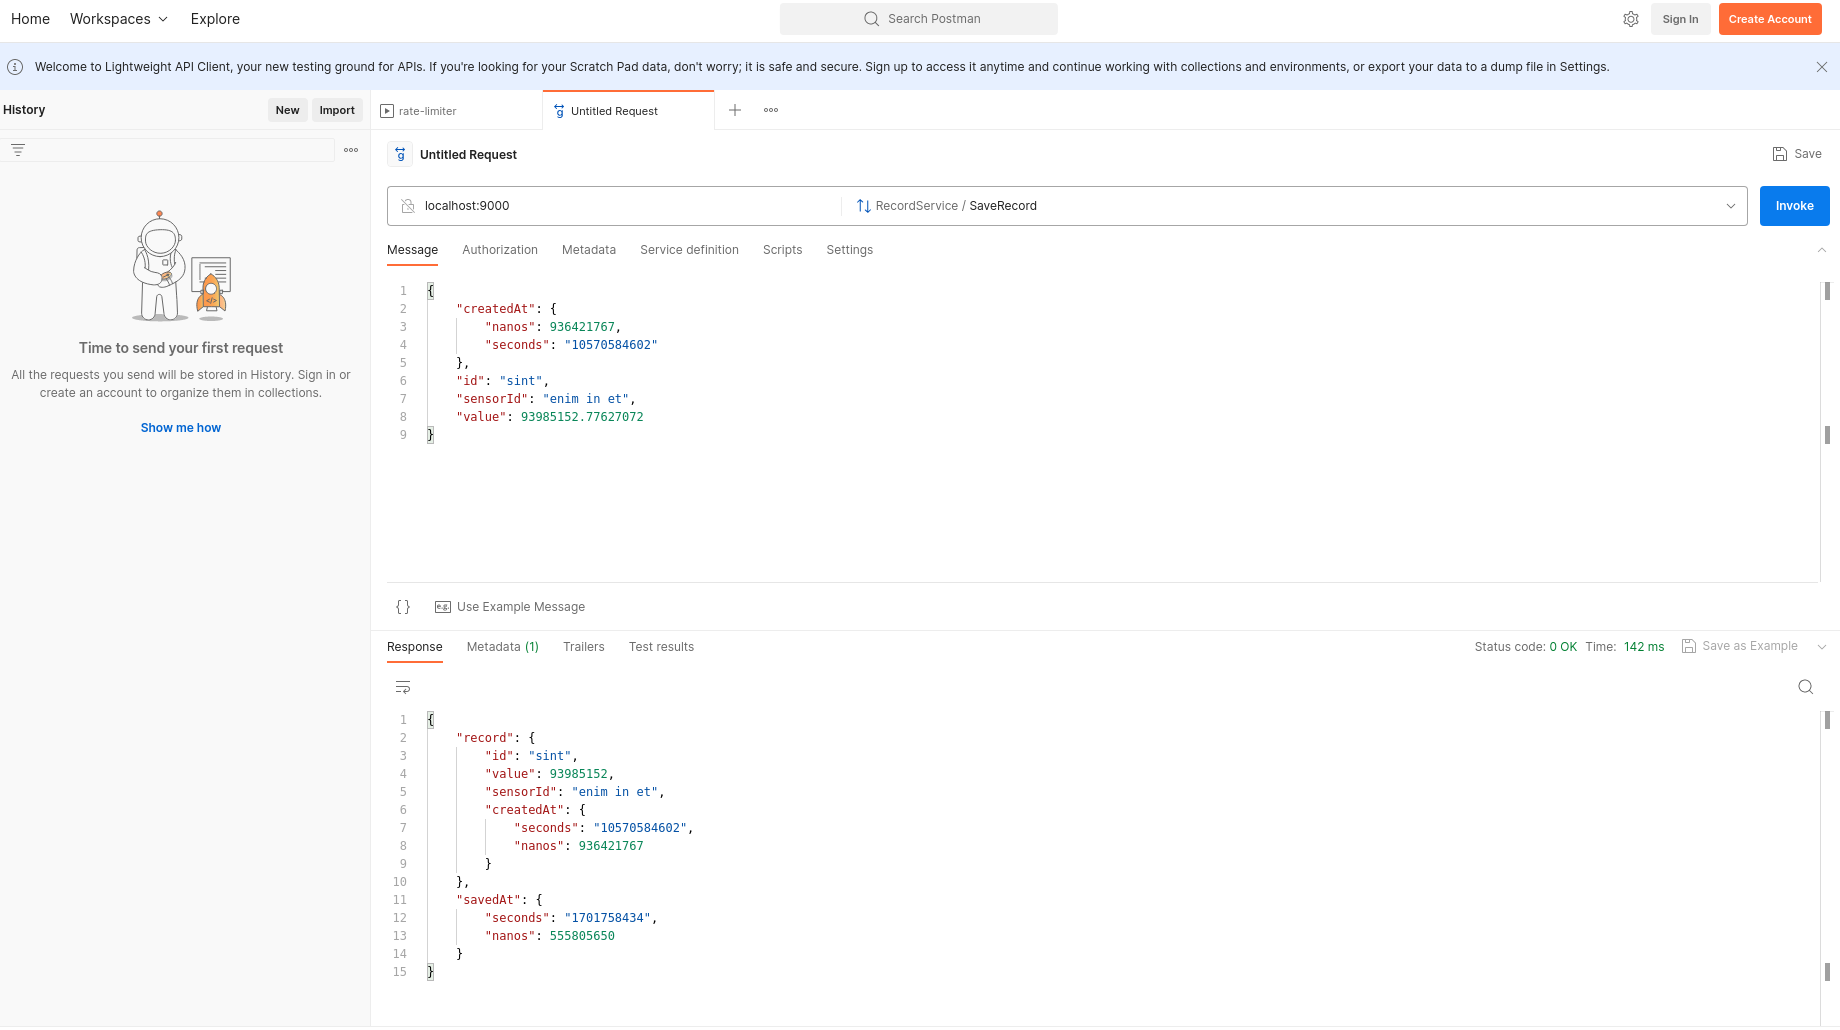 Home Workspaces Explore Search Postman Sign In Create Account
Welcome to Lightweight API Client, your new testing ground for APIs. If you're looking for your Scratch Pad data, don't worry; it is safe and secure. Sign up to access it anytime and continue working with collections and environments, or export your data to a dump file in Settings.
History New Import
Time to send your first request
All the requests you send will be stored in History. Sign in or
create an account to organize them in collections.
Show me how
rate-limiter Untitled Request
Untitled Request Save
localhost:9000 RecordService / SaveRecord Invoke
Message Authorization Metadata Service definition Scripts Settings
1 {
2 "createdAt": {
3 "nanos": 936421767,
4 "seconds": "10570584602"
5 },
6 "id": "sint",
7 "sensorId": "enim in et",
8 "value": 93985152.77627072
9 }
{} e.g. Use Example Message
Response Metadata (1) Trailers Test results Status code: 0 OK Time: 142 ms Save as Example
1 {
2 "record": {
3 "id": "sint",
4 "value": 93985152,
5 "sensorId": "enim in et",
6 "createdAt": {
7 "seconds": "10570584602",
8 "nanos": 936421767
9 }
10 },
11 "savedAt": {
12 "seconds": "1701758434",
13 "nanos": 555805650
14 }
15 }